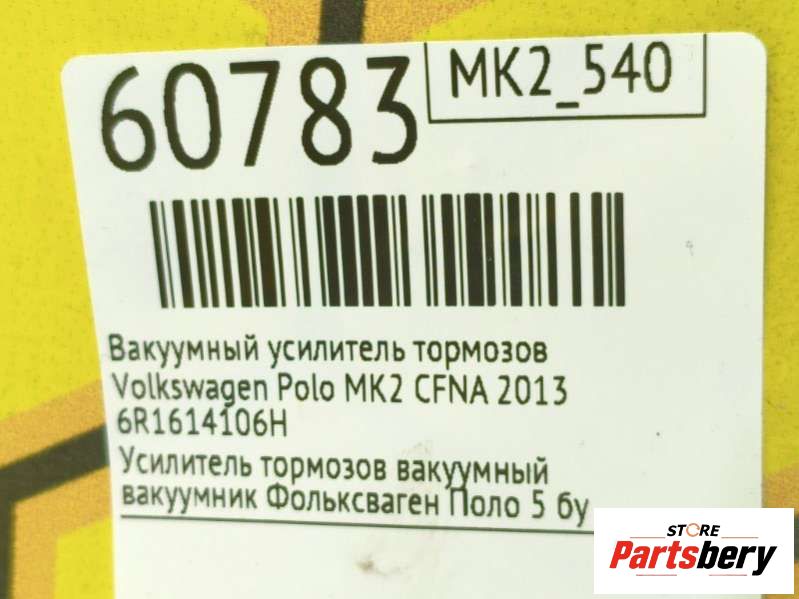 60783
MK2_540
Вакуумный усилитель тормозов
Volkswagen Polo MK2 CFNA 2013
6R1614106H
Усилитель тормозов вакуумный
вакуумник Фольксваген Поло 5 бу
STORE
Partsbery